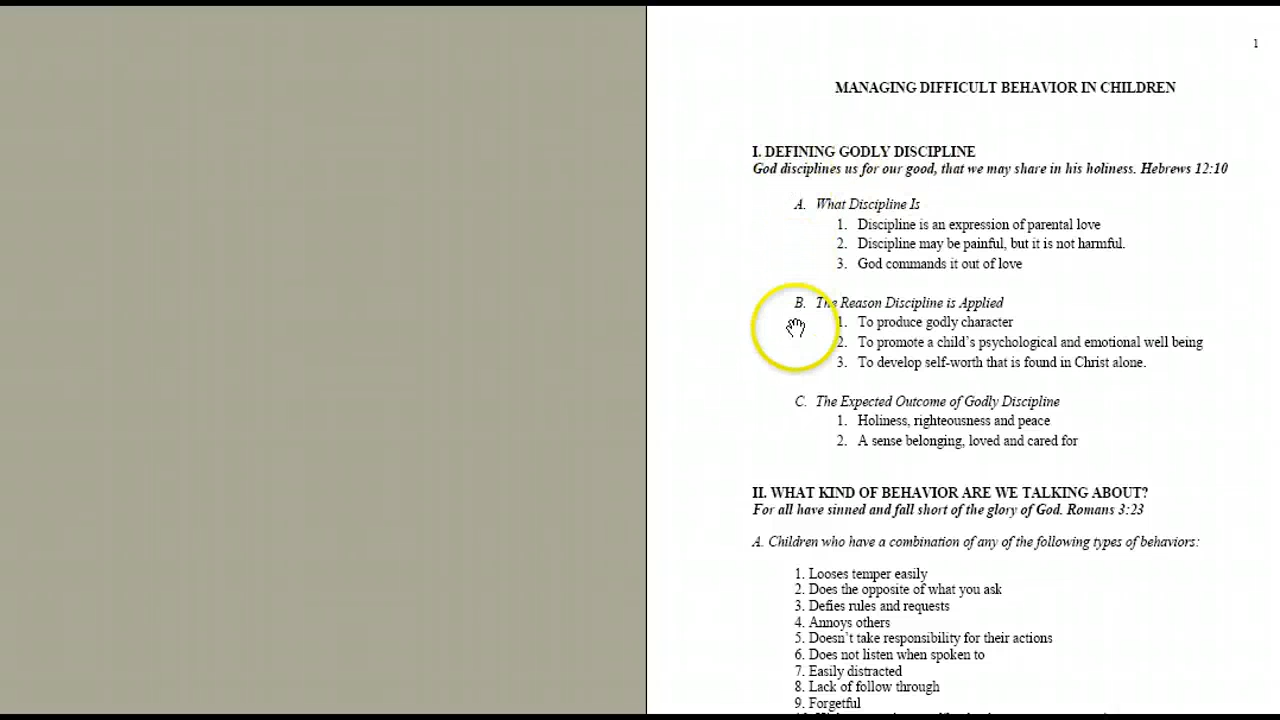 1
MANAGING DIFFICULT BEHAVIOR IN CHILDREN
I. DEFINING GODLY DISCIPLINE
God disciplines us for our good, that we may share in his holiness. Hebrews 12:10
A. What Discipline Is
1. Discipline is an expression of parental love
2. Discipline may be painful, but it is not harmful.
3. God commands it out of love
B. The Reason Discipline is Applied
1. To produce godly character
2. To promote a child's psychological and emotional well being
3. To develop self-worth that is found in Christ alone.
C. The Expected Outcome of Godly Discipline
1. Holiness, righteousness and peace
2. A sense belonging, loved and cared for
II. WHAT KIND OF BEHAVIOR ARE WE TALKING ABOUT?
For all have sinned and fall short of the glory of God. Romans 3:23
A. Children who have a combination of any of the following types of behaviors:
1. Looses temper easily
2. Does the opposite of what you ask
3. Defies rules and requests
4. Annoys others
5. Doesn't take responsibility for their actions
6. Does not listen when spoken to
7. Easily distracted
8. Lack of follow through
9. Forgetful